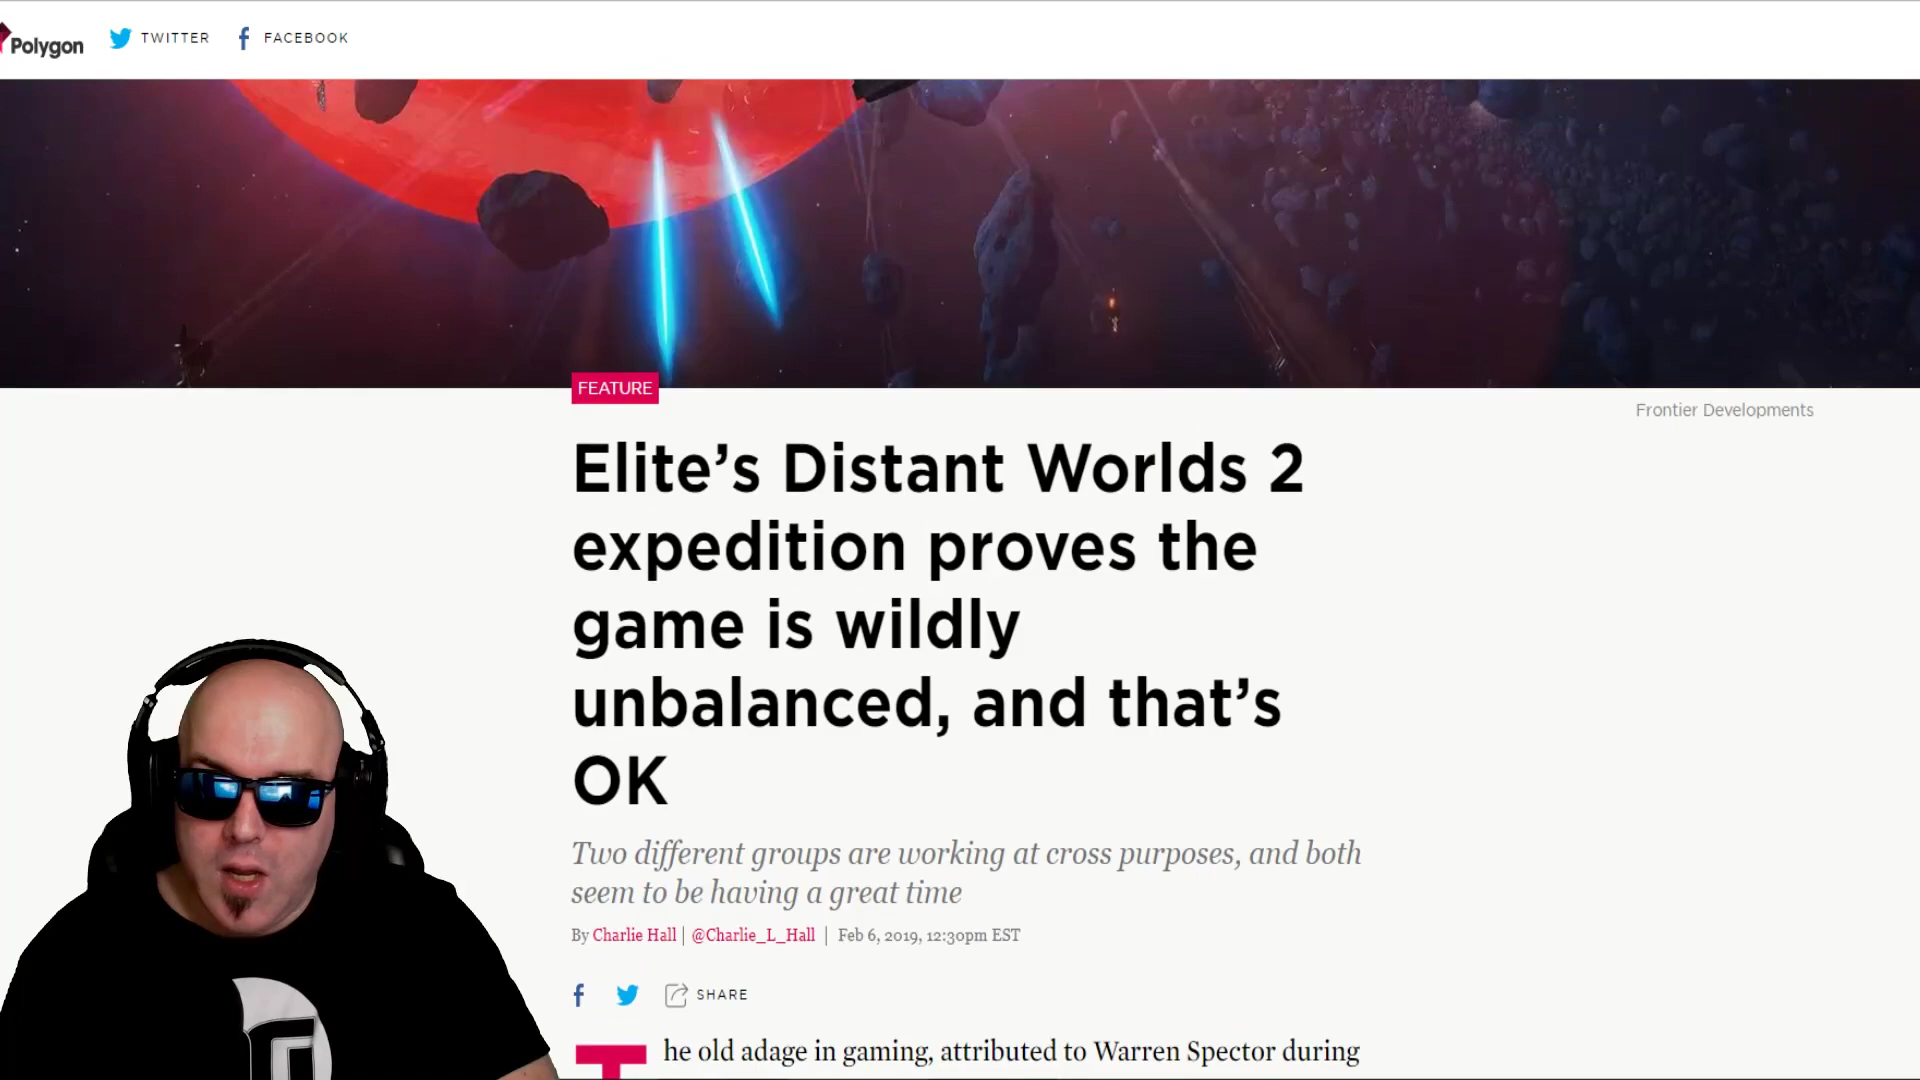 Polygon
TWITTER
FACEBOOK
FEATURE
Frontier Developments
Elite’s Distant Worlds 2
expedition proves the
game is wildly
unbalanced, and that’s
OK
Two different groups are working at cross purposes, and both
seem to be having a great time
By Charlie Hall | @Charlie_L_Hall | Feb 6, 2019, 12:30pm EST
SHARE
The old adage in gaming, attributed to Warren Spector during